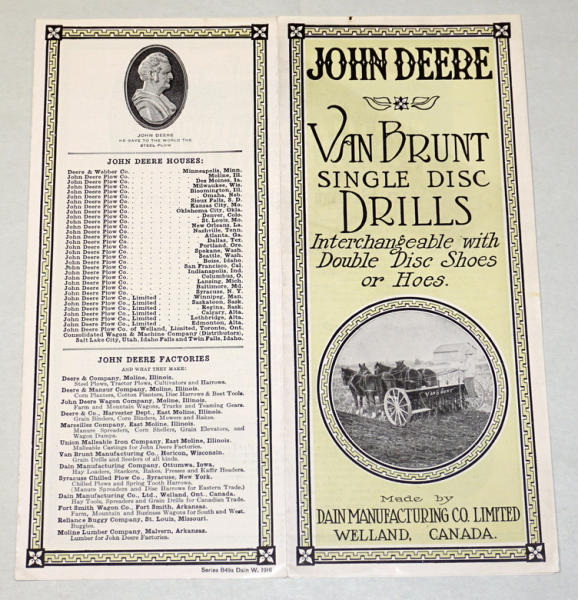 JOHN DEERE
HE GAVE TO THE WORLD THE
STEEL PLOW
JOHN DEERE HOUSES:
Deere & Webber Co. Minneapolis, Minn.
John Deere Plow Co. Moline, Ill.
John Deere Plow Co. Des Moines, Ia.
John Deere Plow Co. Milwaukee, Wis.
John Deere Plow Co. Bloomington, Ill.
John Deere Plow Co. Omaha, Neb.
John Deere Plow Co. Sioux Falls, S. D.
John Deere Plow Co. Kansas City, Mo.
John Deere Plow Co. Oklahoma City, Okla.
John Deere Plow Co. Denver, Colo.
John Deere Plow Co. St. Louis, Mo.
John Deere Plow Co. New Orleans, La.
John Deere Plow Co. Nashville, Tenn.
John Deere Plow Co. Atlanta, Ga.
John Deere Plow Co. Dallas, Tex.
John Deere Plow Co. Portland, Ore.
John Deere Plow Co. Spokane, Wash.
John Deere Plow Co. Seattle, Wash.
John Deere Plow Co. Boise, Idaho.
John Deere Plow Co. San Francisco, Cal.
John Deere Plow Co. Indianapolis, Ind.
John Deere Plow Co. Columbus, O.
John Deere Plow Co. Lansing, Mich.
John Deere Plow Co. Baltimore, Md.
John Deere Plow Co. Syracuse, N. Y.
John Deere Plow Co., Limited Winnipeg, Man.
John Deere Plow Co., Limited Saskatoon, Sask.
John Deere Plow Co., Limited Regina, Sask.
John Deere Plow Co., Limited Calgary, Alta.
John Deere Plow Co., Limited Lethbridge, Alta.
John Deere Plow Co., Limited Edmonton, Alta.
John Deere Plow Co. of Welland, Limited, Toronto, Ont.
Consolidated Wagon & Machine Company (Distributors),
Salt Lake City, Utah, Idaho Falls and Twin Falls, Idaho.
JOHN DEERE FACTORIES
AND WHAT THEY MAKE:
Deere & Company, Moline, Illinois.
Steel Plows, Tractor Plows, Cultivators and Harrows.
Deere & Mansur Company, Moline, Illinois.
Corn Planters, Cotton Planters, Disc Harrows & Beet Tools.
John Deere Wagon Company, Moline, Illinois.
Farm and Mountain Wagons, Trucks and Teaming Gears.
Deere & Co., Harvester Dept., East Moline, Illinois.
Grain Binders, Corn Binders, Mowers and Rakes.
Marseilles Company, East Moline, Illinois.
Manure Spreaders, Corn Shellers, Grain Elevators, and
Wagon Dumps.
Union Malleable Iron Company, East Moline, Illinois.
Malleable Castings for John Deere Factories.
Van Brunt Manufacturing Co., Horicon, Wisconsin.
Grain Drills and Seeders of all kinds.
Dain Manufacturing Company, Ottumwa, Iowa.
Hay Loaders, Stackers, Rakes, Presses and Kaffir Headers.
Syracuse Chilled Plow Co., Syracuse, New York.
Chilled Plows and Spring Tooth Harrows.
(Manure Spreaders and Disc Harrows for Eastern Trade.)
Dain Manufacturing Co., Ltd., Welland, Ont., Canada.
Hay Tools, Spreaders and Grain Drills for Canadian Trade.
Fort Smith Wagon Co., Fort Smith, Arkansas.
Farm, Mountain and Business Wagons for South and West.
Reliance Buggy Company, St. Louis, Missouri.
Buggies.
Moline Lumber Company, Malvern, Arkansas.
Lumber for John Deere Factories.
Series B49a Dain W. 1916
JOHN DEERE
VAN BRUNT
SINGLE DISC
DRILLS
Interchangeable with
Double Disc Shoes
or Hoes.
VAN BRUNT
Made by
DAIN MANUFACTURING CO. LIMITED
WELLAND, CANADA.